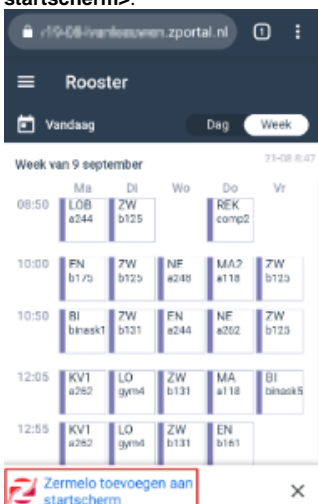 startscherm>.
.zportal.nl 1
Rooster
Vandaag Dag Week
Week van 9 september 21-08 8:47
Ma Di Wo Do Vr
08:50 LOB ZW REK
a244 b125 comp2
10:00 EN ZW NE MA2 ZW
b175 b125 a248 a118 b123
10:50 BI ZW EN NE ZW
binask1 b131 a244 a202 b123
12:05 KV1 LO ZW MA BI
a262 gym4 b131 a118 binask5
12:55 KV1 LO ZW EN
a262 gym4 b131 b161
Zermelo toevoegen aan
startscherm